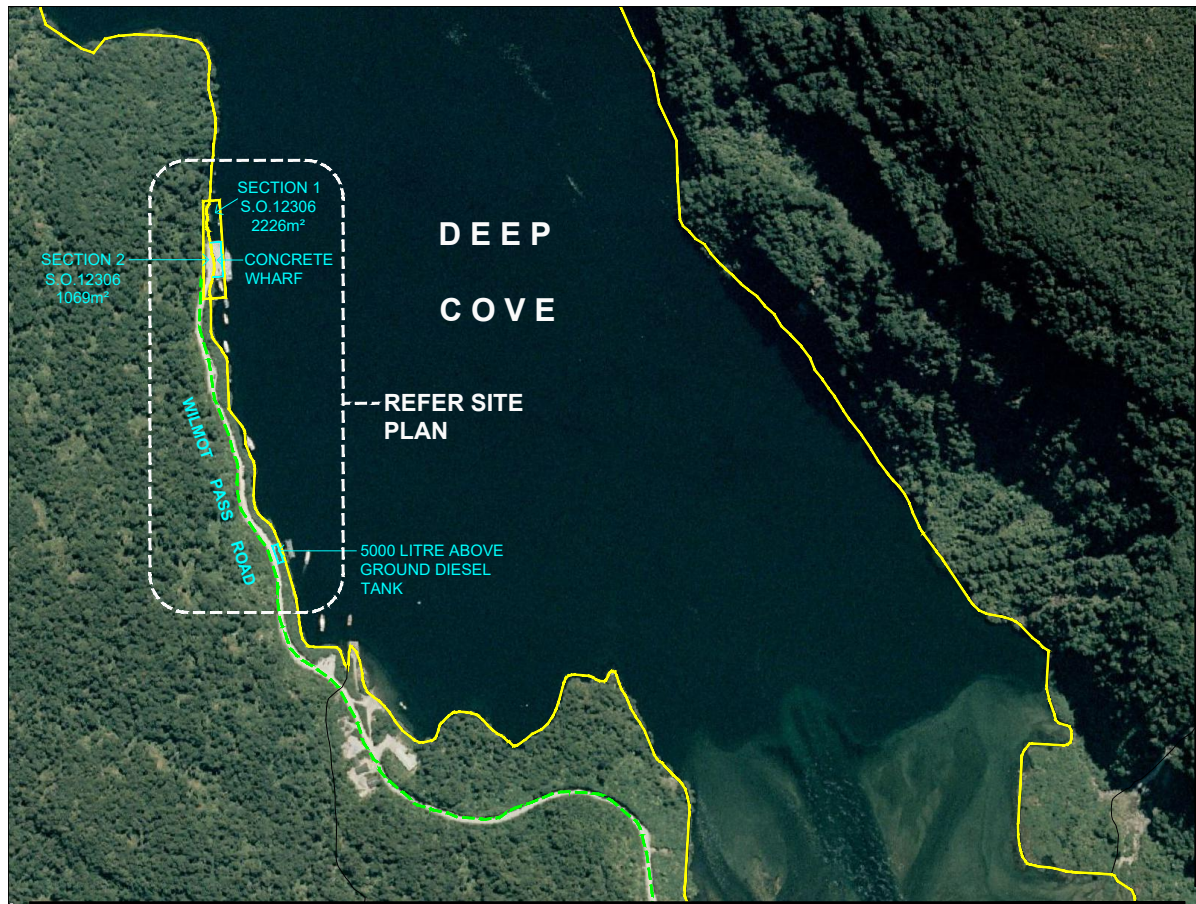 SECTION 1
S.O.12306
2226m²
DEEP
COVE
SECTION 2
S.O.12306
1069m²
CONCRETE
WHARF
REFER SITE
PLAN
WILMOT PASS ROAD
5000 LITRE ABOVE
GROUND DIESEL
TANK